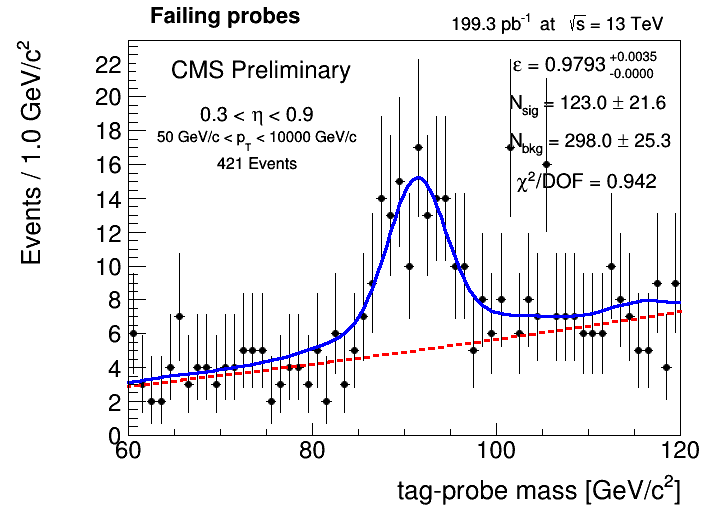 Failing probes
199.3 pb⁻¹ at √s = 13 TeV
CMS Preliminary
0.3 < η < 0.9
50 GeV/c < p_T < 10000 GeV/c
421 Events
ε = 0.9793 +0.0035 -0.0000
N_sig = 123.0 ± 21.6
N_bkg = 298.0 ± 25.3
χ²/DOF = 0.942
Events / 1.0 GeV/c²
22
20
18
16
14
12
10
8
6
4
2
0
60 80 100 120
tag-probe mass [GeV/c²]